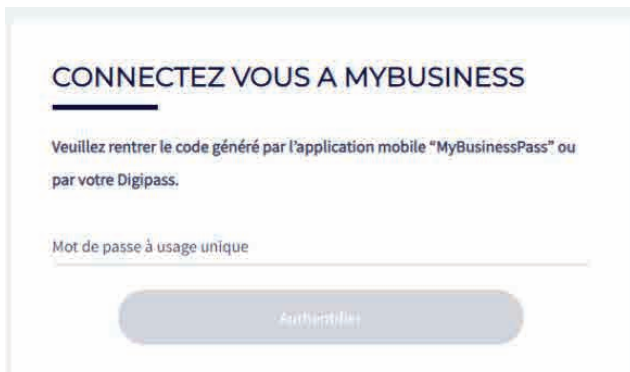 CONNECTEZ VOUS A MYBUSINESS
Veuillez rentrer le code généré par l'application mobile “MyBusinessPass” ou
par votre Digipass.
Mot de passe à usage unique
Authentifier